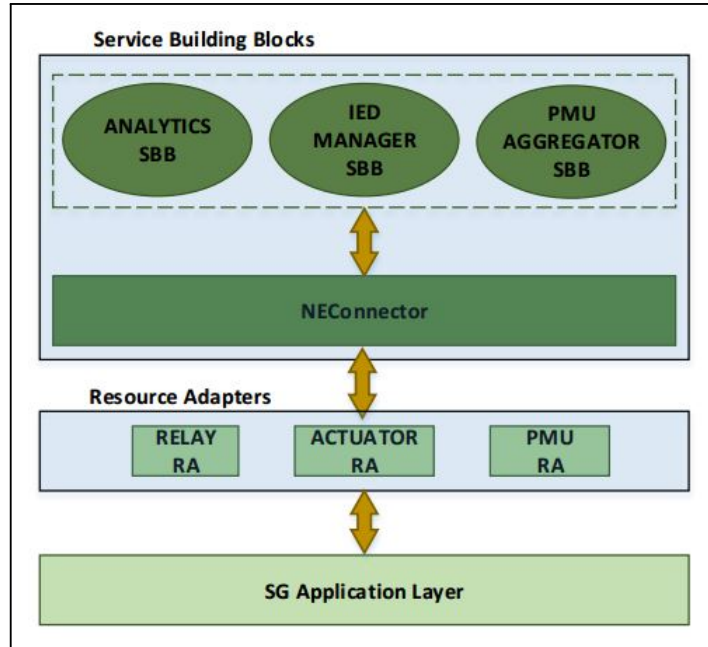 Service Building Blocks
ANALYTICS
SBB
IED
MANAGER
SBB
PMU
AGGREGATOR
SBB
NEConnector
Resource Adapters
RELAY
RA
ACTUATOR
RA
PMU
RA
SG Application Layer